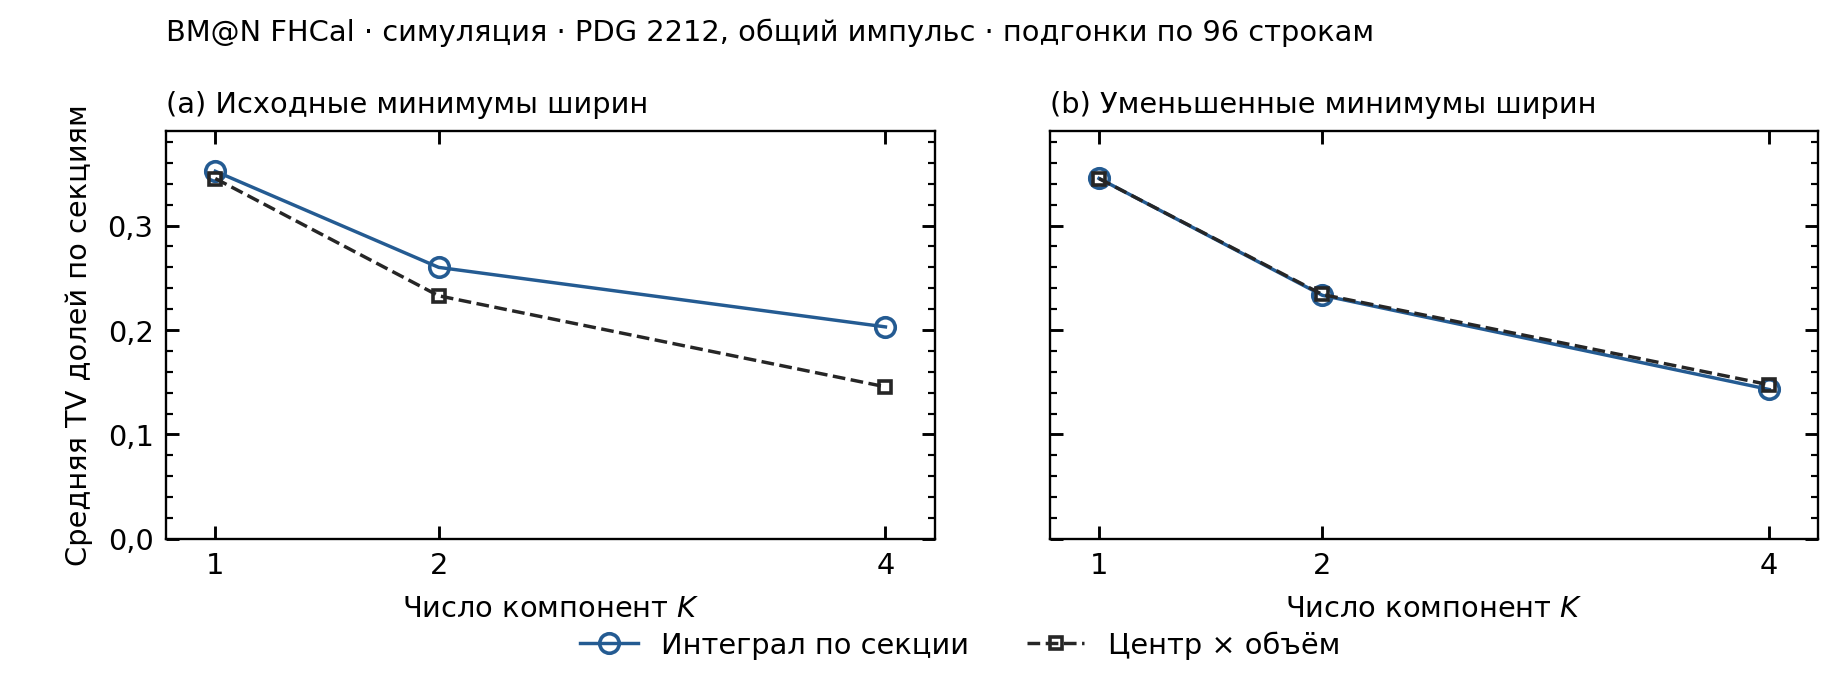 BM@N FHCal · симуляция · PDG 2212, общий импульс · подгонки по 96 строкам
(a) Исходные минимумы ширин
(b) Уменьшенные минимумы ширин
Средняя TV долей по секциям
0,3
0,2
0,1
0,0
1 2 4
1 2 4
Число компонент K
Число компонент K
Интеграл по секции
Центр × объём